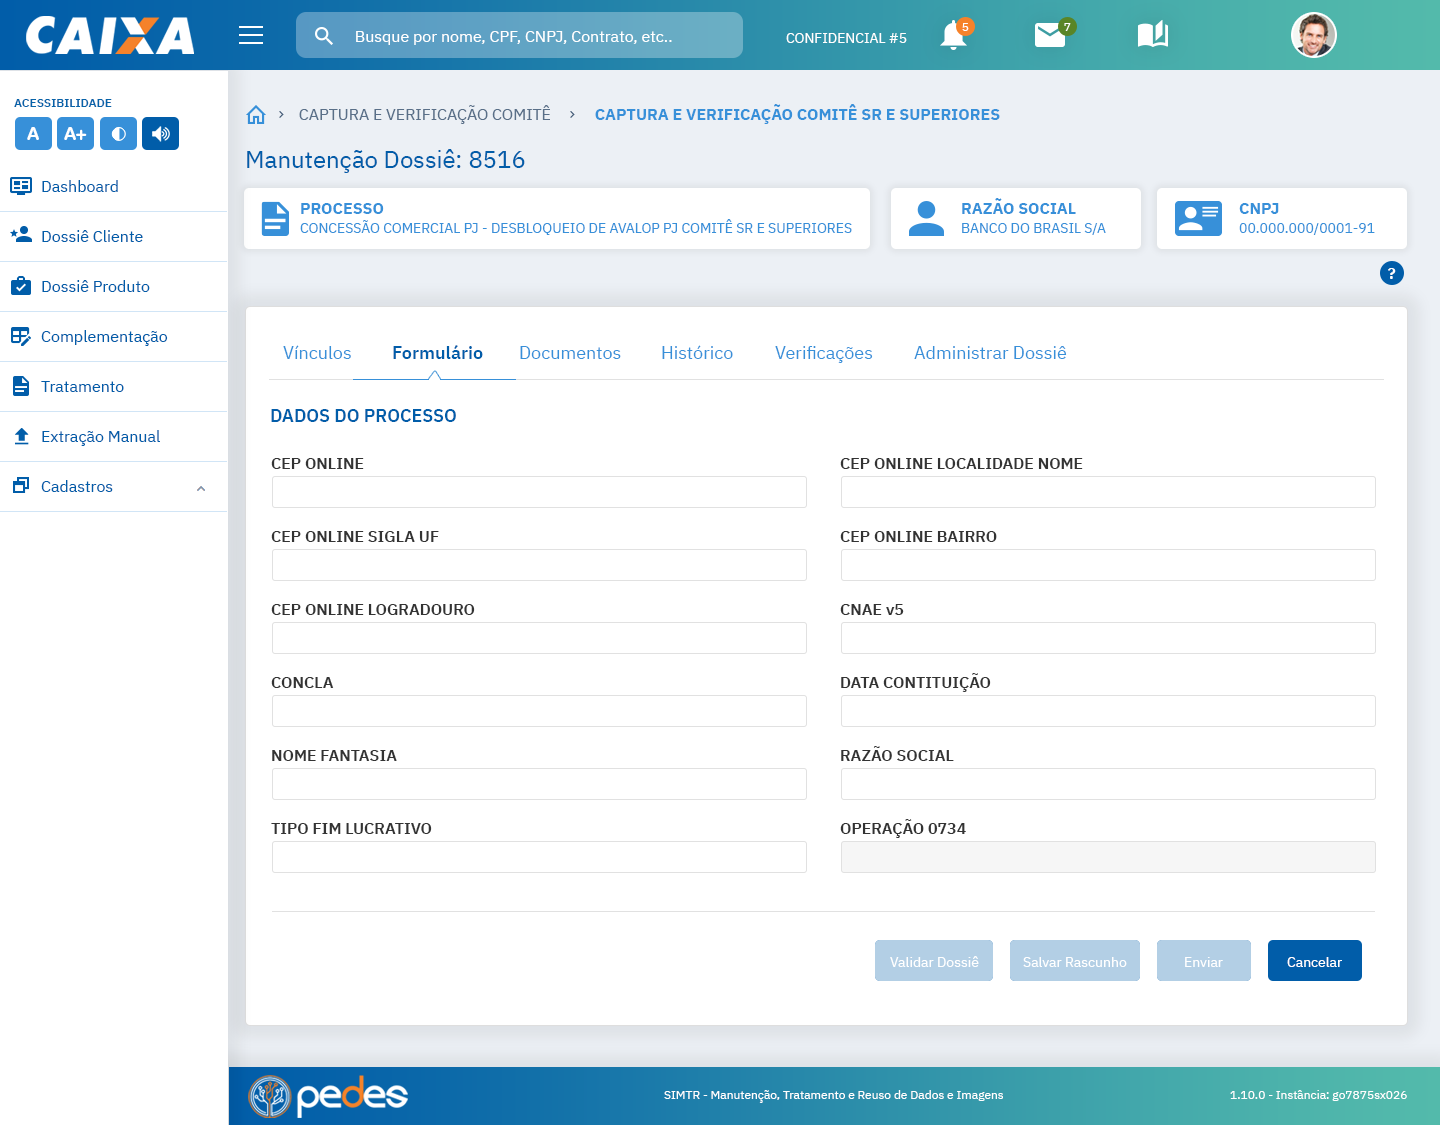 CAIXA
Busque por nome, CPF, CNPJ, Contrato, etc..
CONFIDENCIAL #5
5
7
ACESSIBILIDADE
A
A+
Dashboard
Dossiê Cliente
Dossiê Produto
Complementação
Tratamento
Extração Manual
Cadastros
CAPTURA E VERIFICAÇÃO COMITÊ
CAPTURA E VERIFICAÇÃO COMITÊ SR E SUPERIORES
Manutenção Dossiê: 8516
PROCESSO
CONCESSÃO COMERCIAL PJ - DESBLOQUEIO DE AVALOP PJ COMITÊ SR E SUPERIORES
RAZÃO SOCIAL
BANCO DO BRASIL S/A
CNPJ
00.000.000/0001-91
?
Vínculos Formulário Documentos Histórico Verificações Administrar Dossiê
DADOS DO PROCESSO
CEP ONLINE
CEP ONLINE LOCALIDADE NOME
CEP ONLINE SIGLA UF
CEP ONLINE BAIRRO
CEP ONLINE LOGRADOURO
CNAE v5
CONCLA
DATA CONTITUIÇÃO
NOME FANTASIA
RAZÃO SOCIAL
TIPO FIM LUCRATIVO
OPERAÇÃO 0734
Validar Dossiê
Salvar Rascunho
Enviar
Cancelar
pedes
SIMTR - Manutenção, Tratamento e Reuso de Dados e Imagens
1.10.0 - Instância: go7875sx026